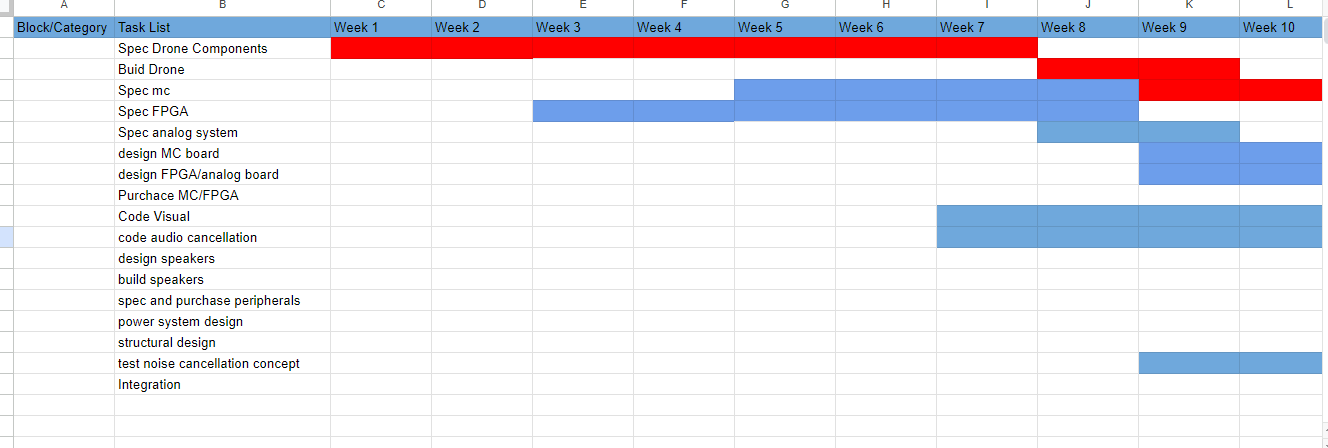 A B C D E F G H I J K L
Block/Category Task List Week 1 Week 2 Week 3 Week 4 Week 5 Week 6 Week 7 Week 8 Week 9 Week 10
Spec Drone Components
Buid Drone
Spec mc
Spec FPGA
Spec analog system
design MC board
design FPGA/analog board
Purchace MC/FPGA
Code Visual
code audio cancellation
design speakers
build speakers
spec and purchase peripherals
power system design
structural design
test noise cancellation concept
Integration